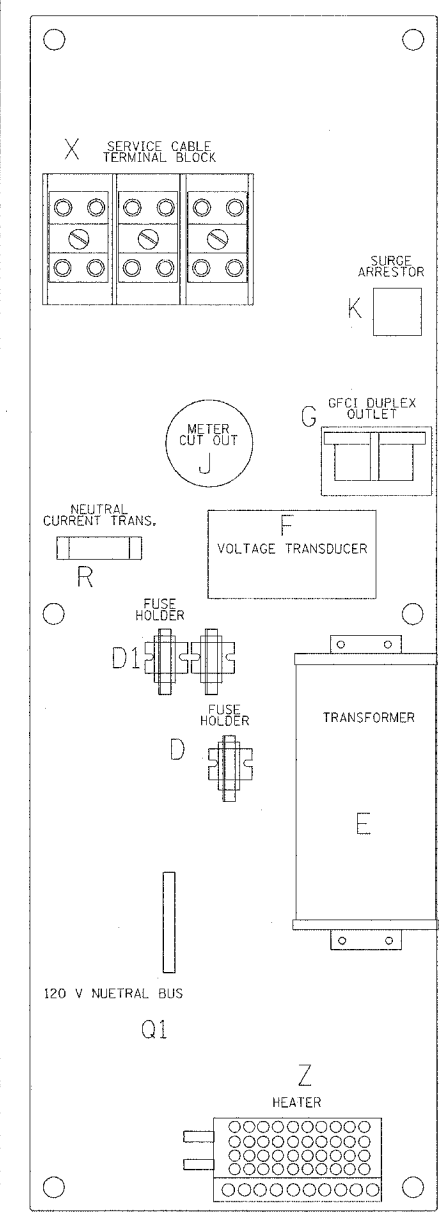 X SERVICE CABLE
TERMINAL BLOCK
SURGE
ARRESTOR
K
GFCI DUPLEX
OUTLET
G
METER
CUT OUT
J
NEUTRAL
CURRENT TRANS.
R
F
VOLTAGE TRANSDUCER
FUSE
HOLDER
D1
FUSE
HOLDER
D
TRANSFORMER
E
120 V NUETRAL BUS
Q1
Z
HEATER